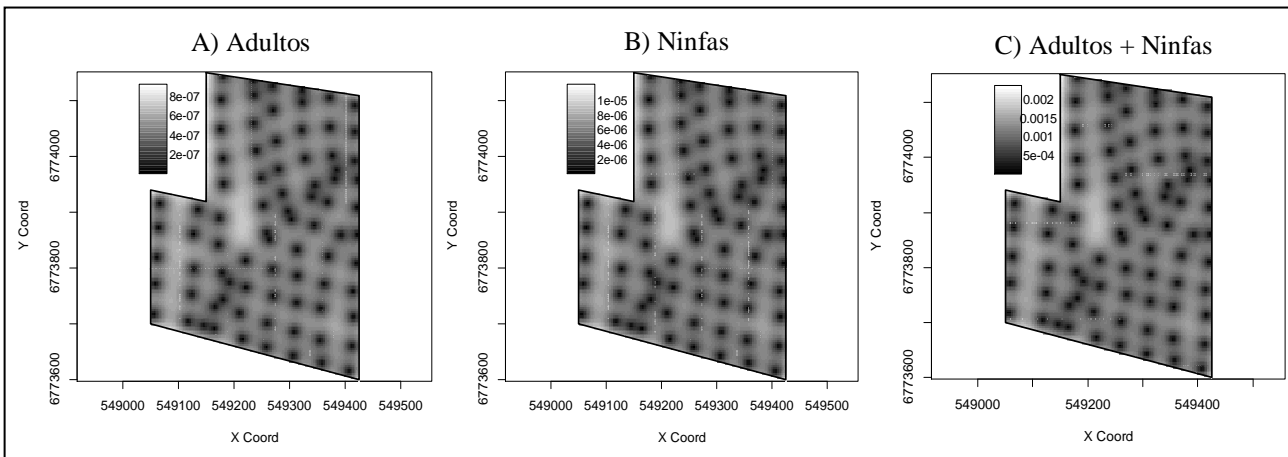 A) Adultos
8e-07
6e-07
4e-07
2e-07
6774000
6773800
6773600
Y Coord
549000
549100
549200
549300
549400
549500
X Coord
B) Ninfas
1e-05
8e-06
6e-06
4e-06
2e-06
6774000
6773800
6773600
Y Coord
549000
549100
549200
549300
549400
549500
X Coord
C) Adultos + Ninfas
0.002
0.0015
0.001
5e-04
6774000
6773800
6773600
Y Coord
549000
549200
549400
X Coord